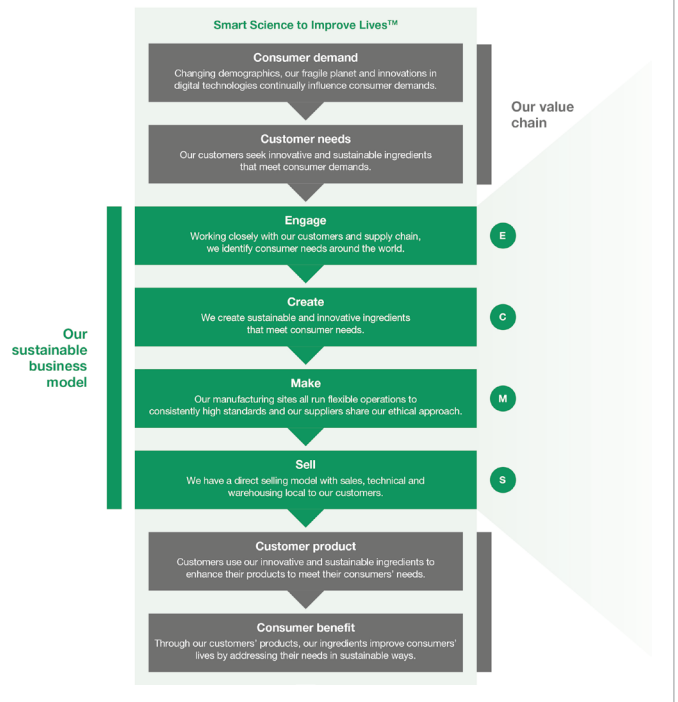 Smart Science to Improve Lives™
Consumer demand
Changing demographics, our fragile planet and innovations in
digital technologies continually influence consumer demands.
Our value
chain
Customer needs
Our customers seek innovative and sustainable ingredients
that meet consumer demands.
Engage
Working closely with our customers and supply chain,
we identify consumer needs around the world.
E
Create
We create sustainable and innovative ingredients
that meet consumer needs.
C
Our
sustainable
business
model
Make
Our manufacturing sites all run flexible operations to
consistently high standards and our suppliers share our ethical approach.
M
Sell
We have a direct selling model with sales, technical and
warehousing local to our customers.
S
Customer product
Customers use our innovative and sustainable ingredients to
enhance their products to meet their consumers' needs.
Consumer benefit
Through our customers' products, our ingredients improve consumers'
lives by addressing their needs in sustainable ways.